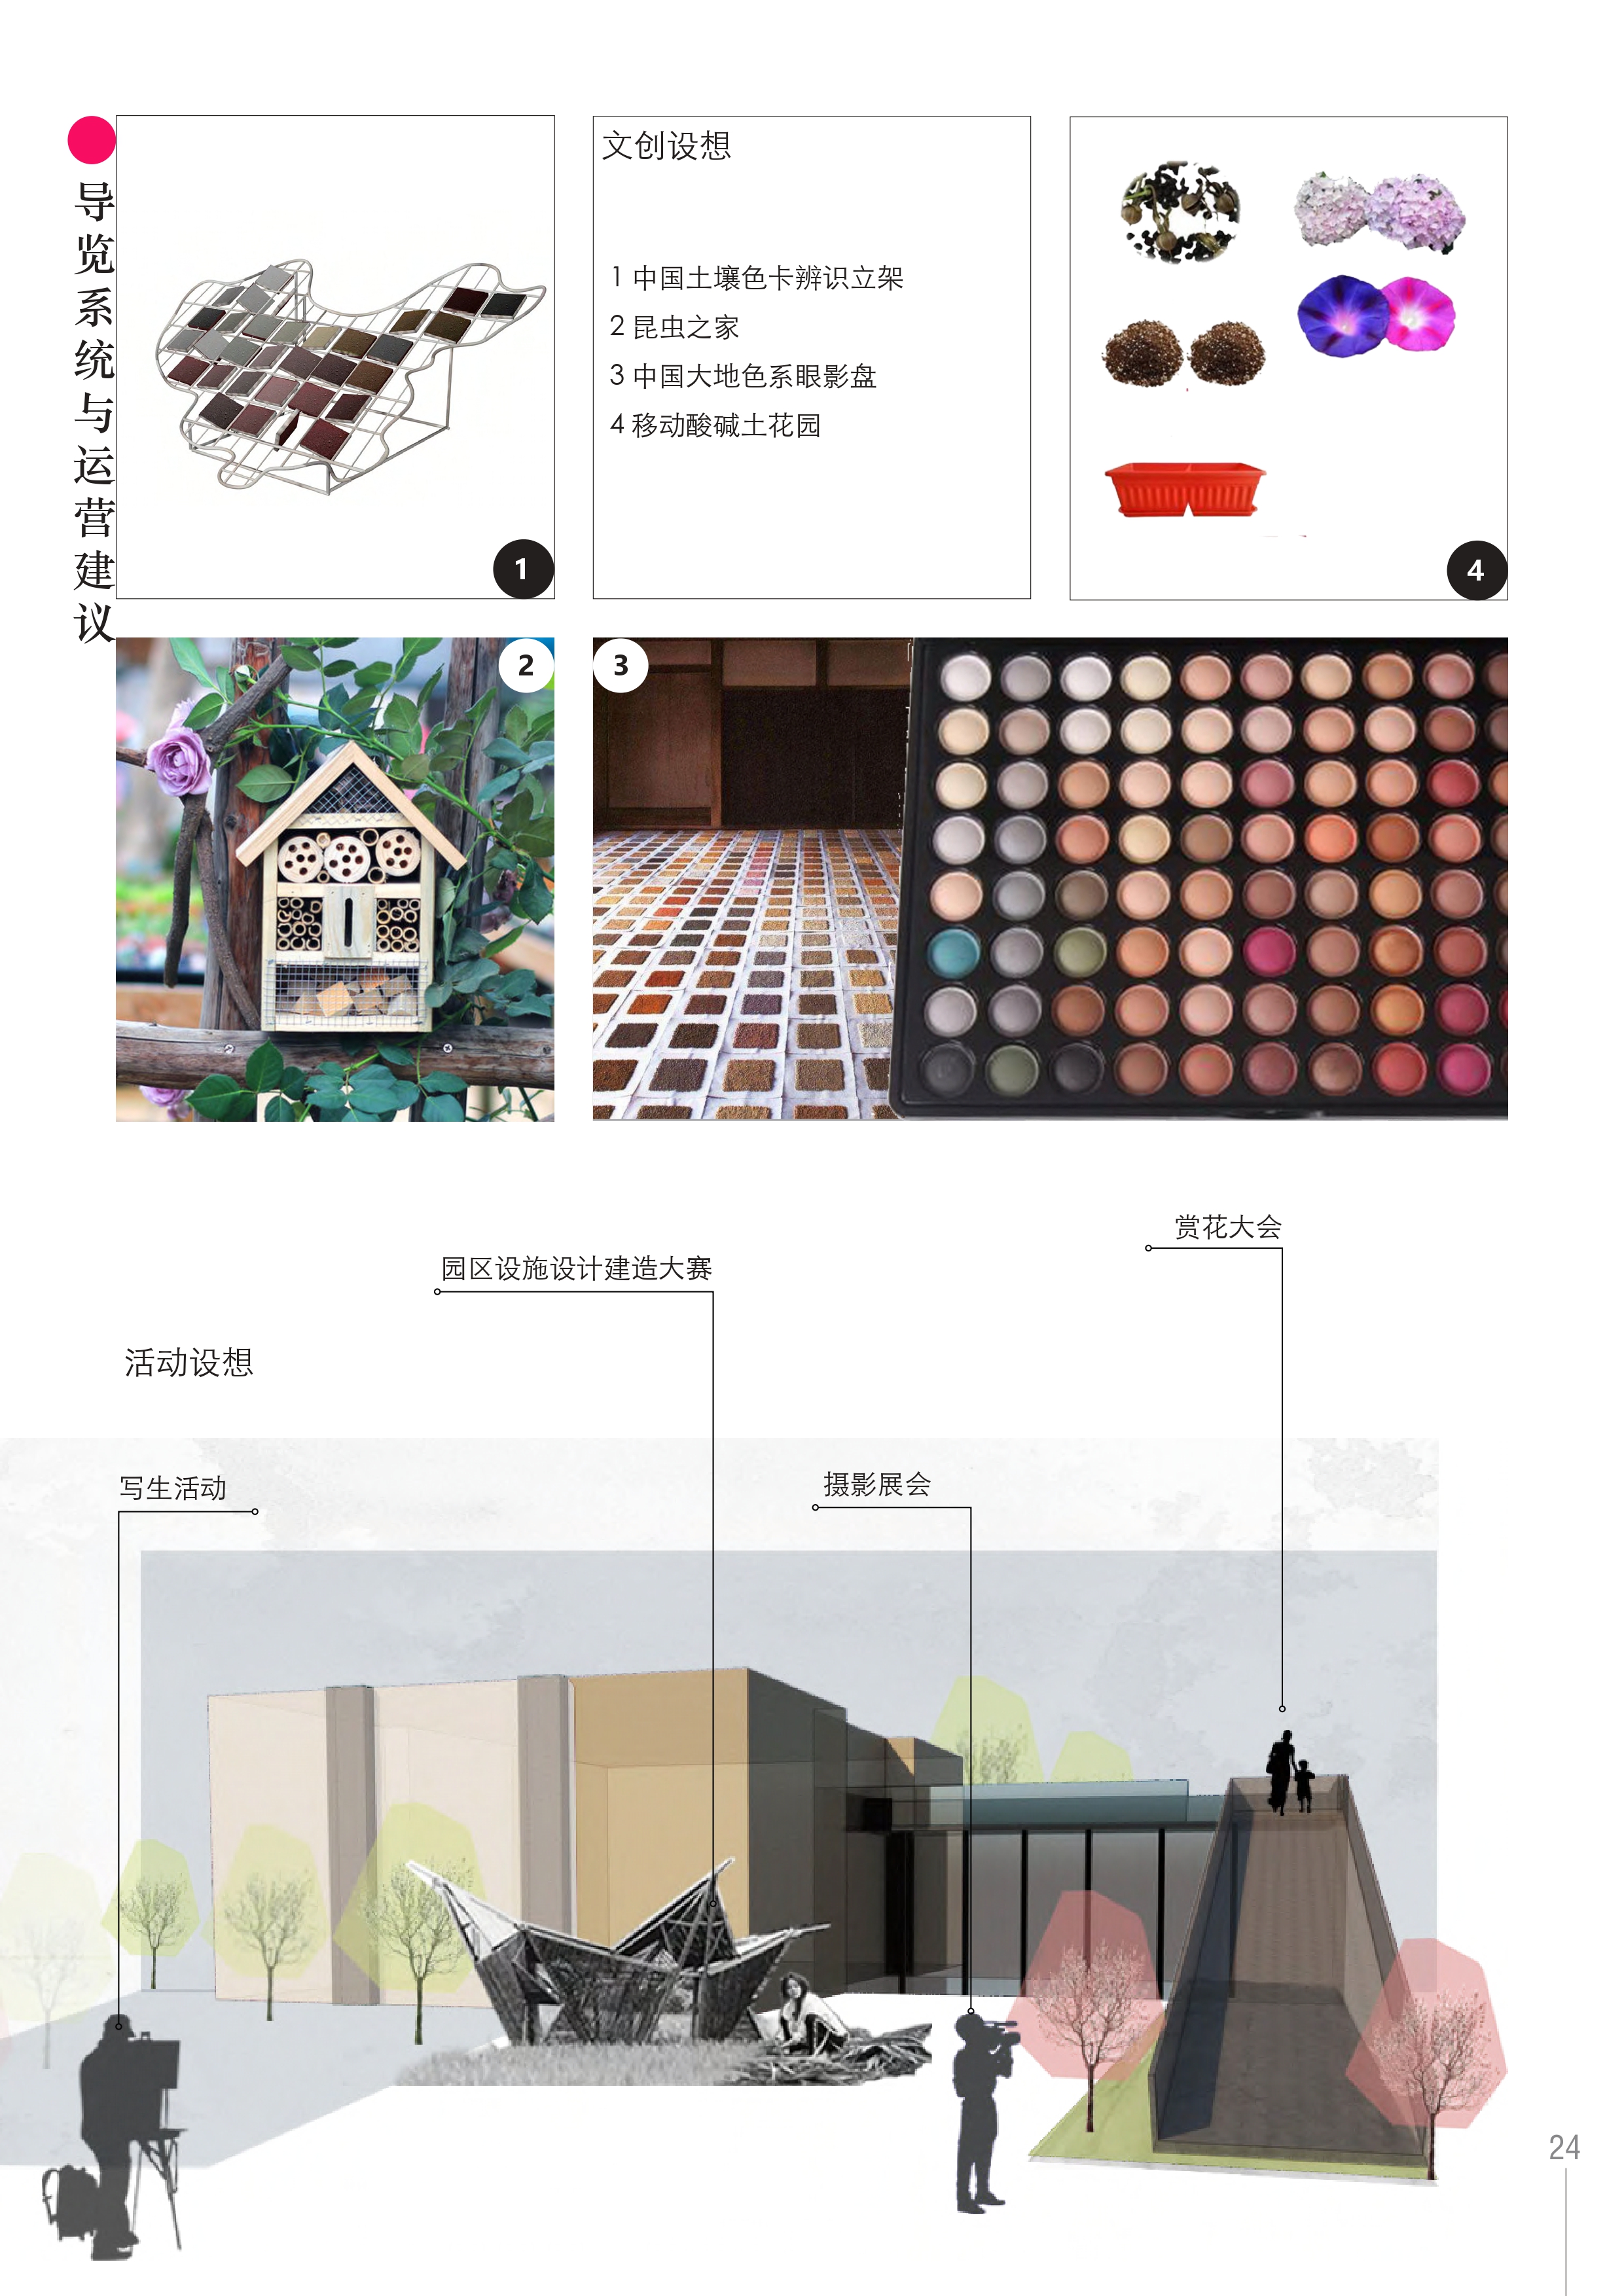 导览系统与运营建议
1
文创设想
1 中国土壤色卡辨识立架
2 昆虫之家
3 中国大地色系眼影盘
4 移动酸碱土花园
4
2
3
赏花大会
园区设施设计建造大赛
活动设想
写生活动
摄影展会
24